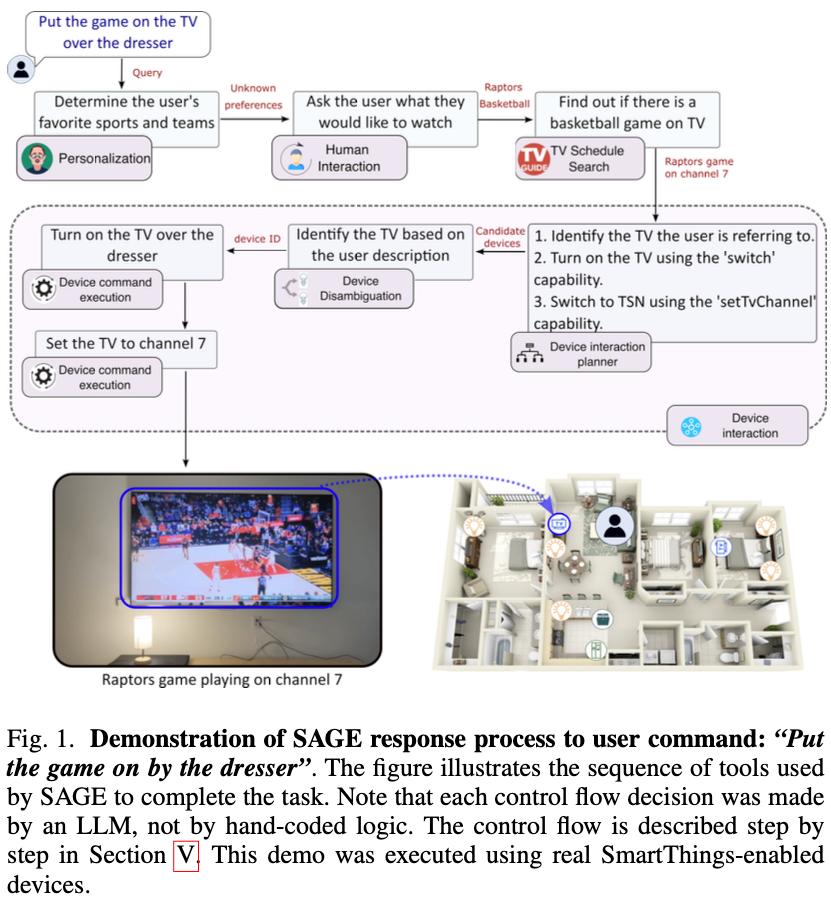 Put the game on the TV
over the dresser
Query
Determine the user's
favorite sports and teams
Personalization
Unknown
preferences
Ask the user what they
would like to watch
Human
Interaction
Raptors
Basketball
Find out if there is a
basketball game on TV
TV
GUIDE
TV Schedule
Search
Raptors game
on channel 7
1. Identify the TV the user is referring to.
2. Turn on the TV using the 'switch'
capability.
3. Switch to TSN using the 'setTvChannel'
capability.
Device interaction
planner
Candidate
devices
Identify the TV based on
the user description
Device
Disambiguation
device ID
Turn on the TV over the
dresser
Device command
execution
Set the TV to channel 7
Device command
execution
Device
interaction
Raptors game playing on channel 7
Fig. 1. Demonstration of SAGE response process to user command: “Put
the game on by the dresser”. The figure illustrates the sequence of tools used
by SAGE to complete the task. Note that each control flow decision was made
by an LLM, not by hand-coded logic. The control flow is described step by
step in Section V. This demo was executed using real SmartThings-enabled
devices.